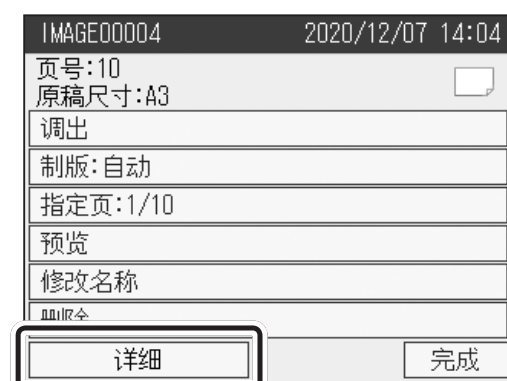 IMAGE00004 2020/12/07 14:04
页号:10
原稿尺寸:A3
调出
制版:自动
指定页:1/10
预览
修改名称
详细 完成